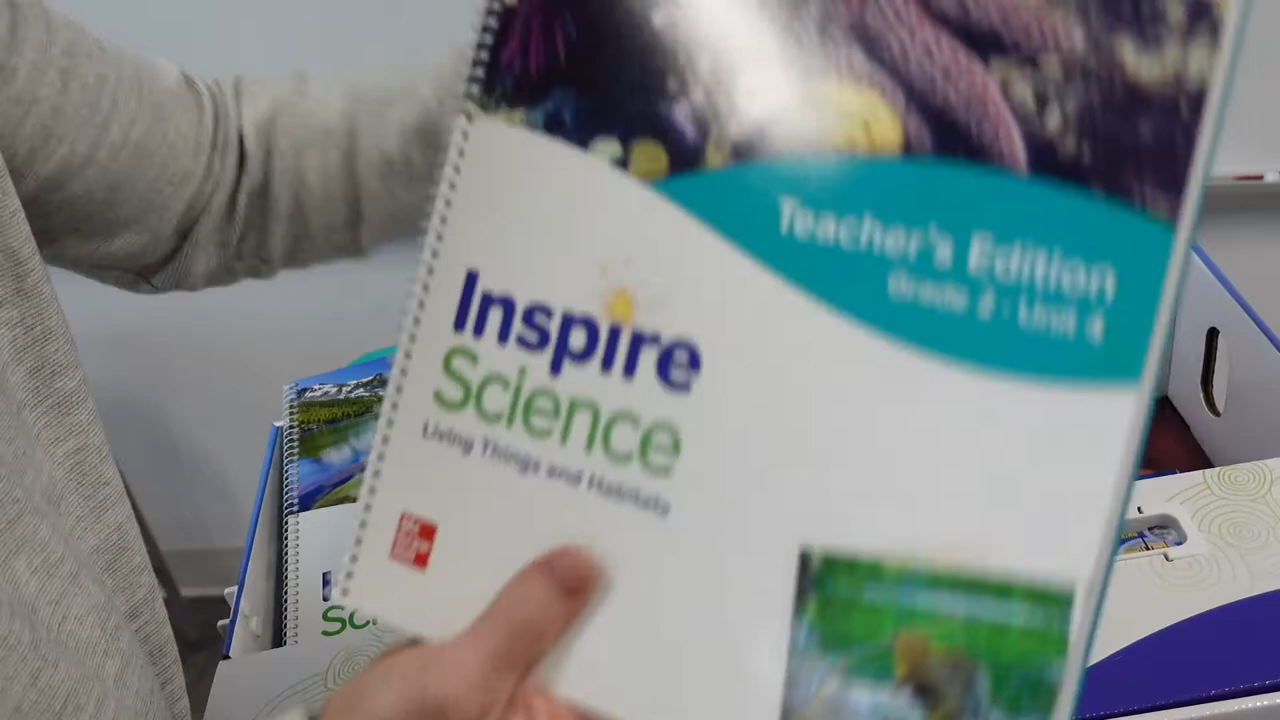 Teacher's Edition
Grade 2 · Unit 4
Inspire
Science
Living Things and Habitats